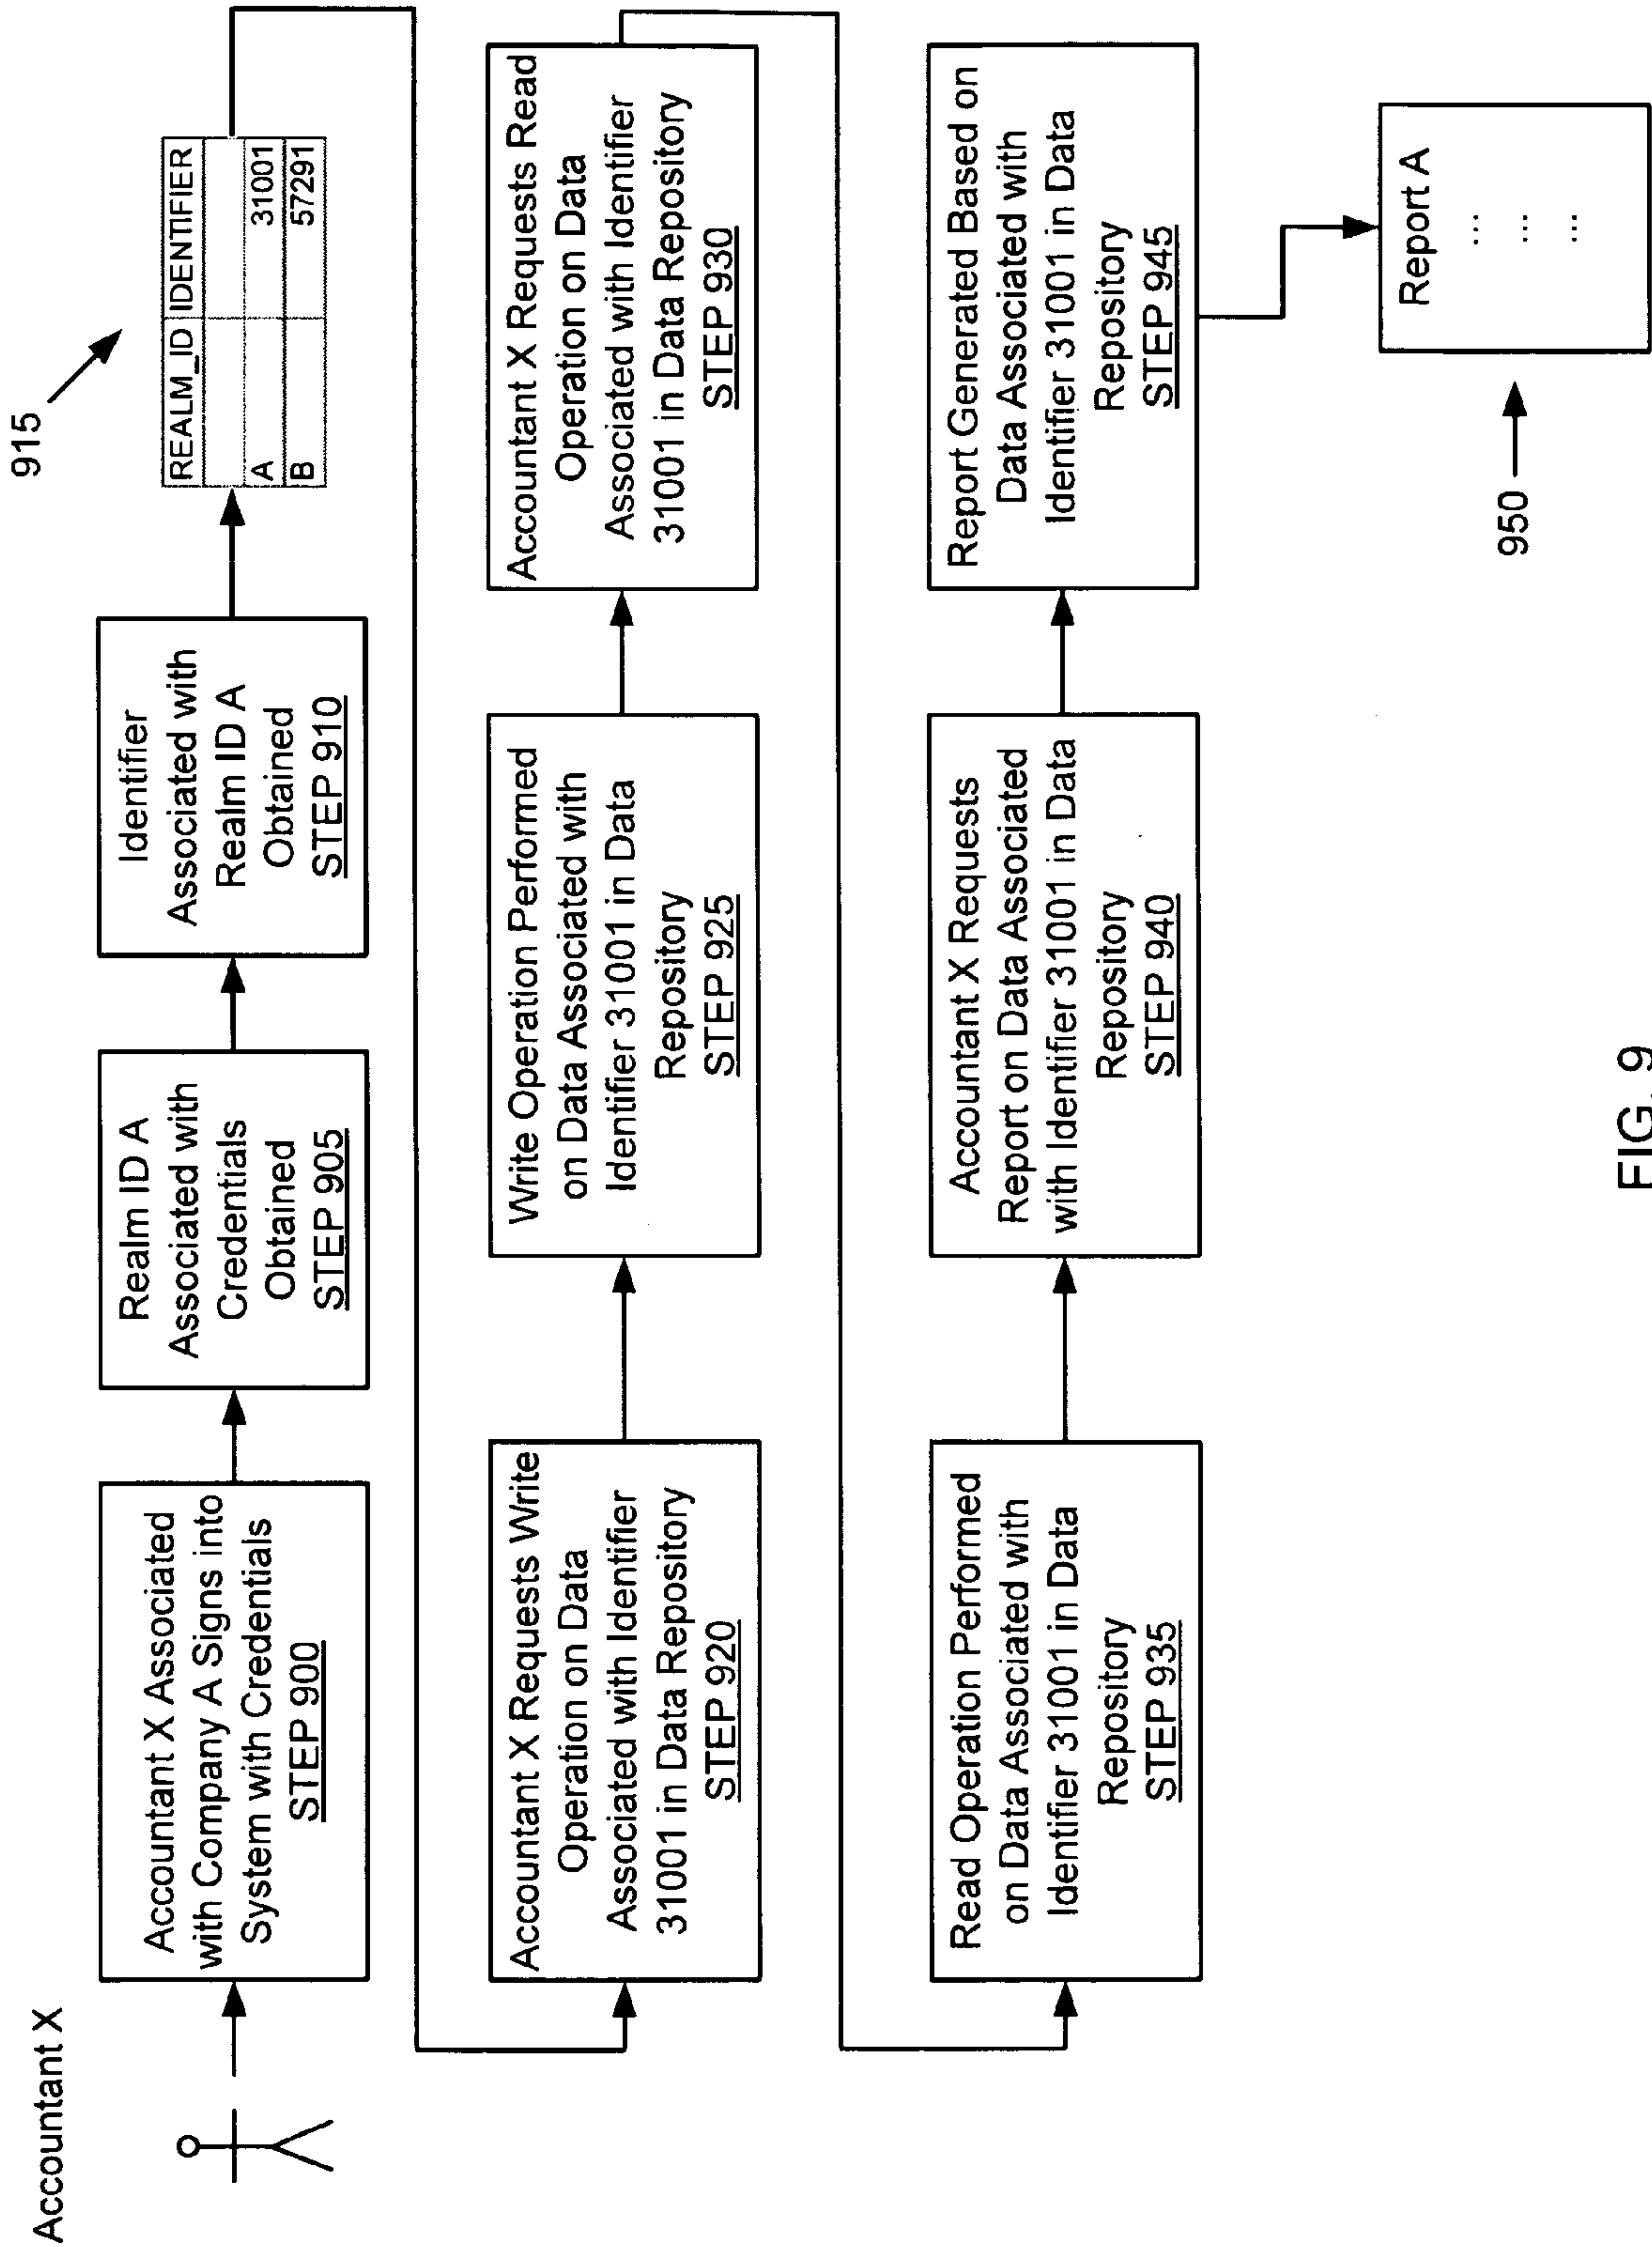 Accountant X
915
Accountant X Associated
with Company A Signs into
System with Credentials
STEP 900
Realm ID A
Associated with
Credentials
Obtained
STEP 905
Identifier
Associated with
Realm ID A
Obtained
STEP 910
REALM_ID IDENTIFIER
A 31001
B 57291
Accountant X Requests Write
Operation on Data
Associated with Identifier
31001 in Data Repository
STEP 920
Write Operation Performed
on Data Associated with
Identifier 31001 in Data
Repository
STEP 925
Accountant X Requests Read
Operation on Data
Associated with Identifier
31001 in Data Repository
STEP 930
Read Operation Performed
on Data Associated with
Identifier 31001 in Data
Repository
STEP 935
Accountant X Requests
Report on Data Associated
with Identifier 31001 in Data
Repository
STEP 940
Report Generated Based on
Data Associated with
Identifier 31001 in Data
Repository
STEP 945
950
Report A
...
...
...
FIG. 9